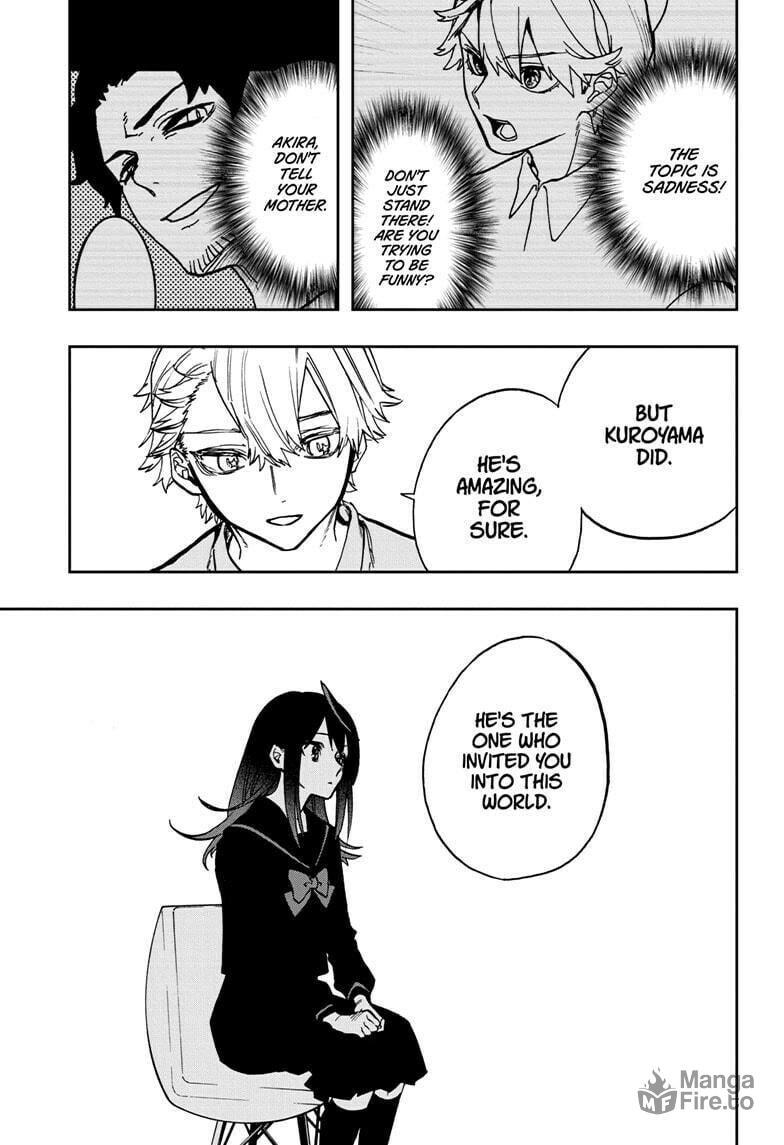 THE
TOPIC IS
SADNESS!
DON'T
JUST
STAND
THERE!
ARE YOU
TRYING
TO BE
FUNNY?
AKIRA,
DON'T
TELL
YOUR
MOTHER.
BUT
KUROYAMA
DID.
HE'S
AMAZING,
FOR
SURE.
HE'S THE
ONE WHO
INVITED YOU
INTO THIS
WORLD.
MF
Manga
Fire.to